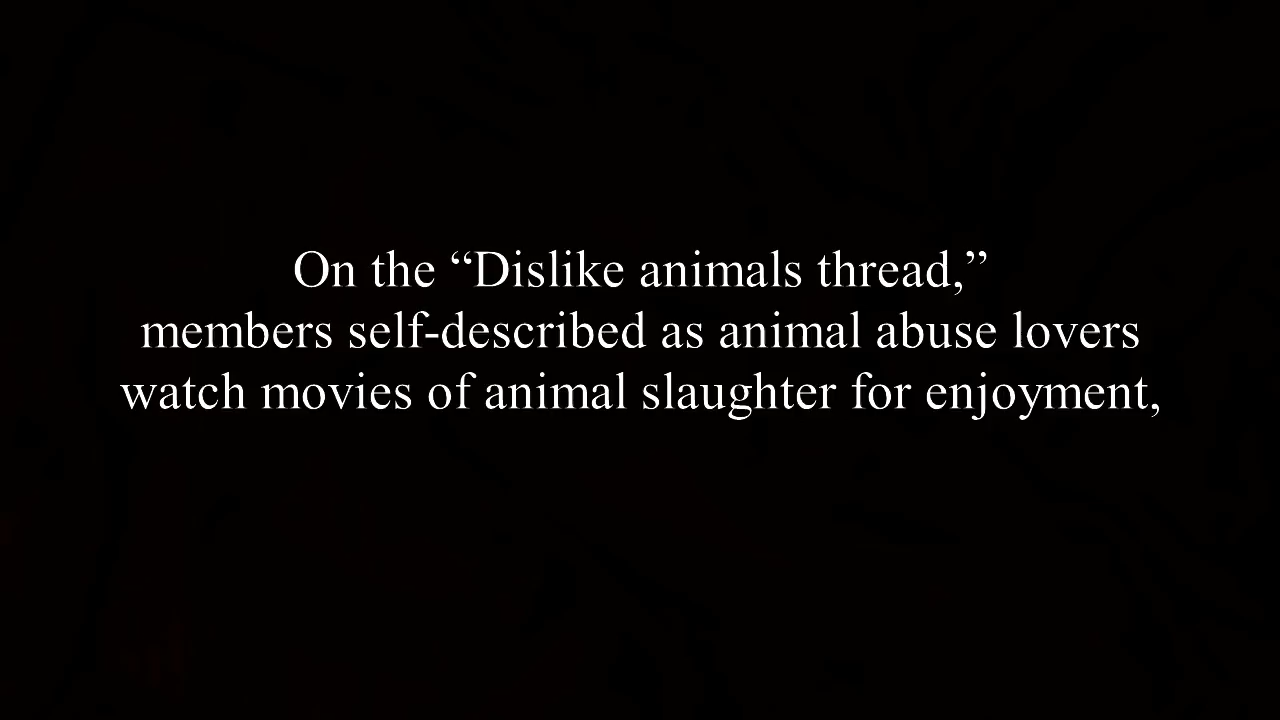 On the “Dislike animals thread,”
members self-described as animal abuse lovers
watch movies of animal slaughter for enjoyment,